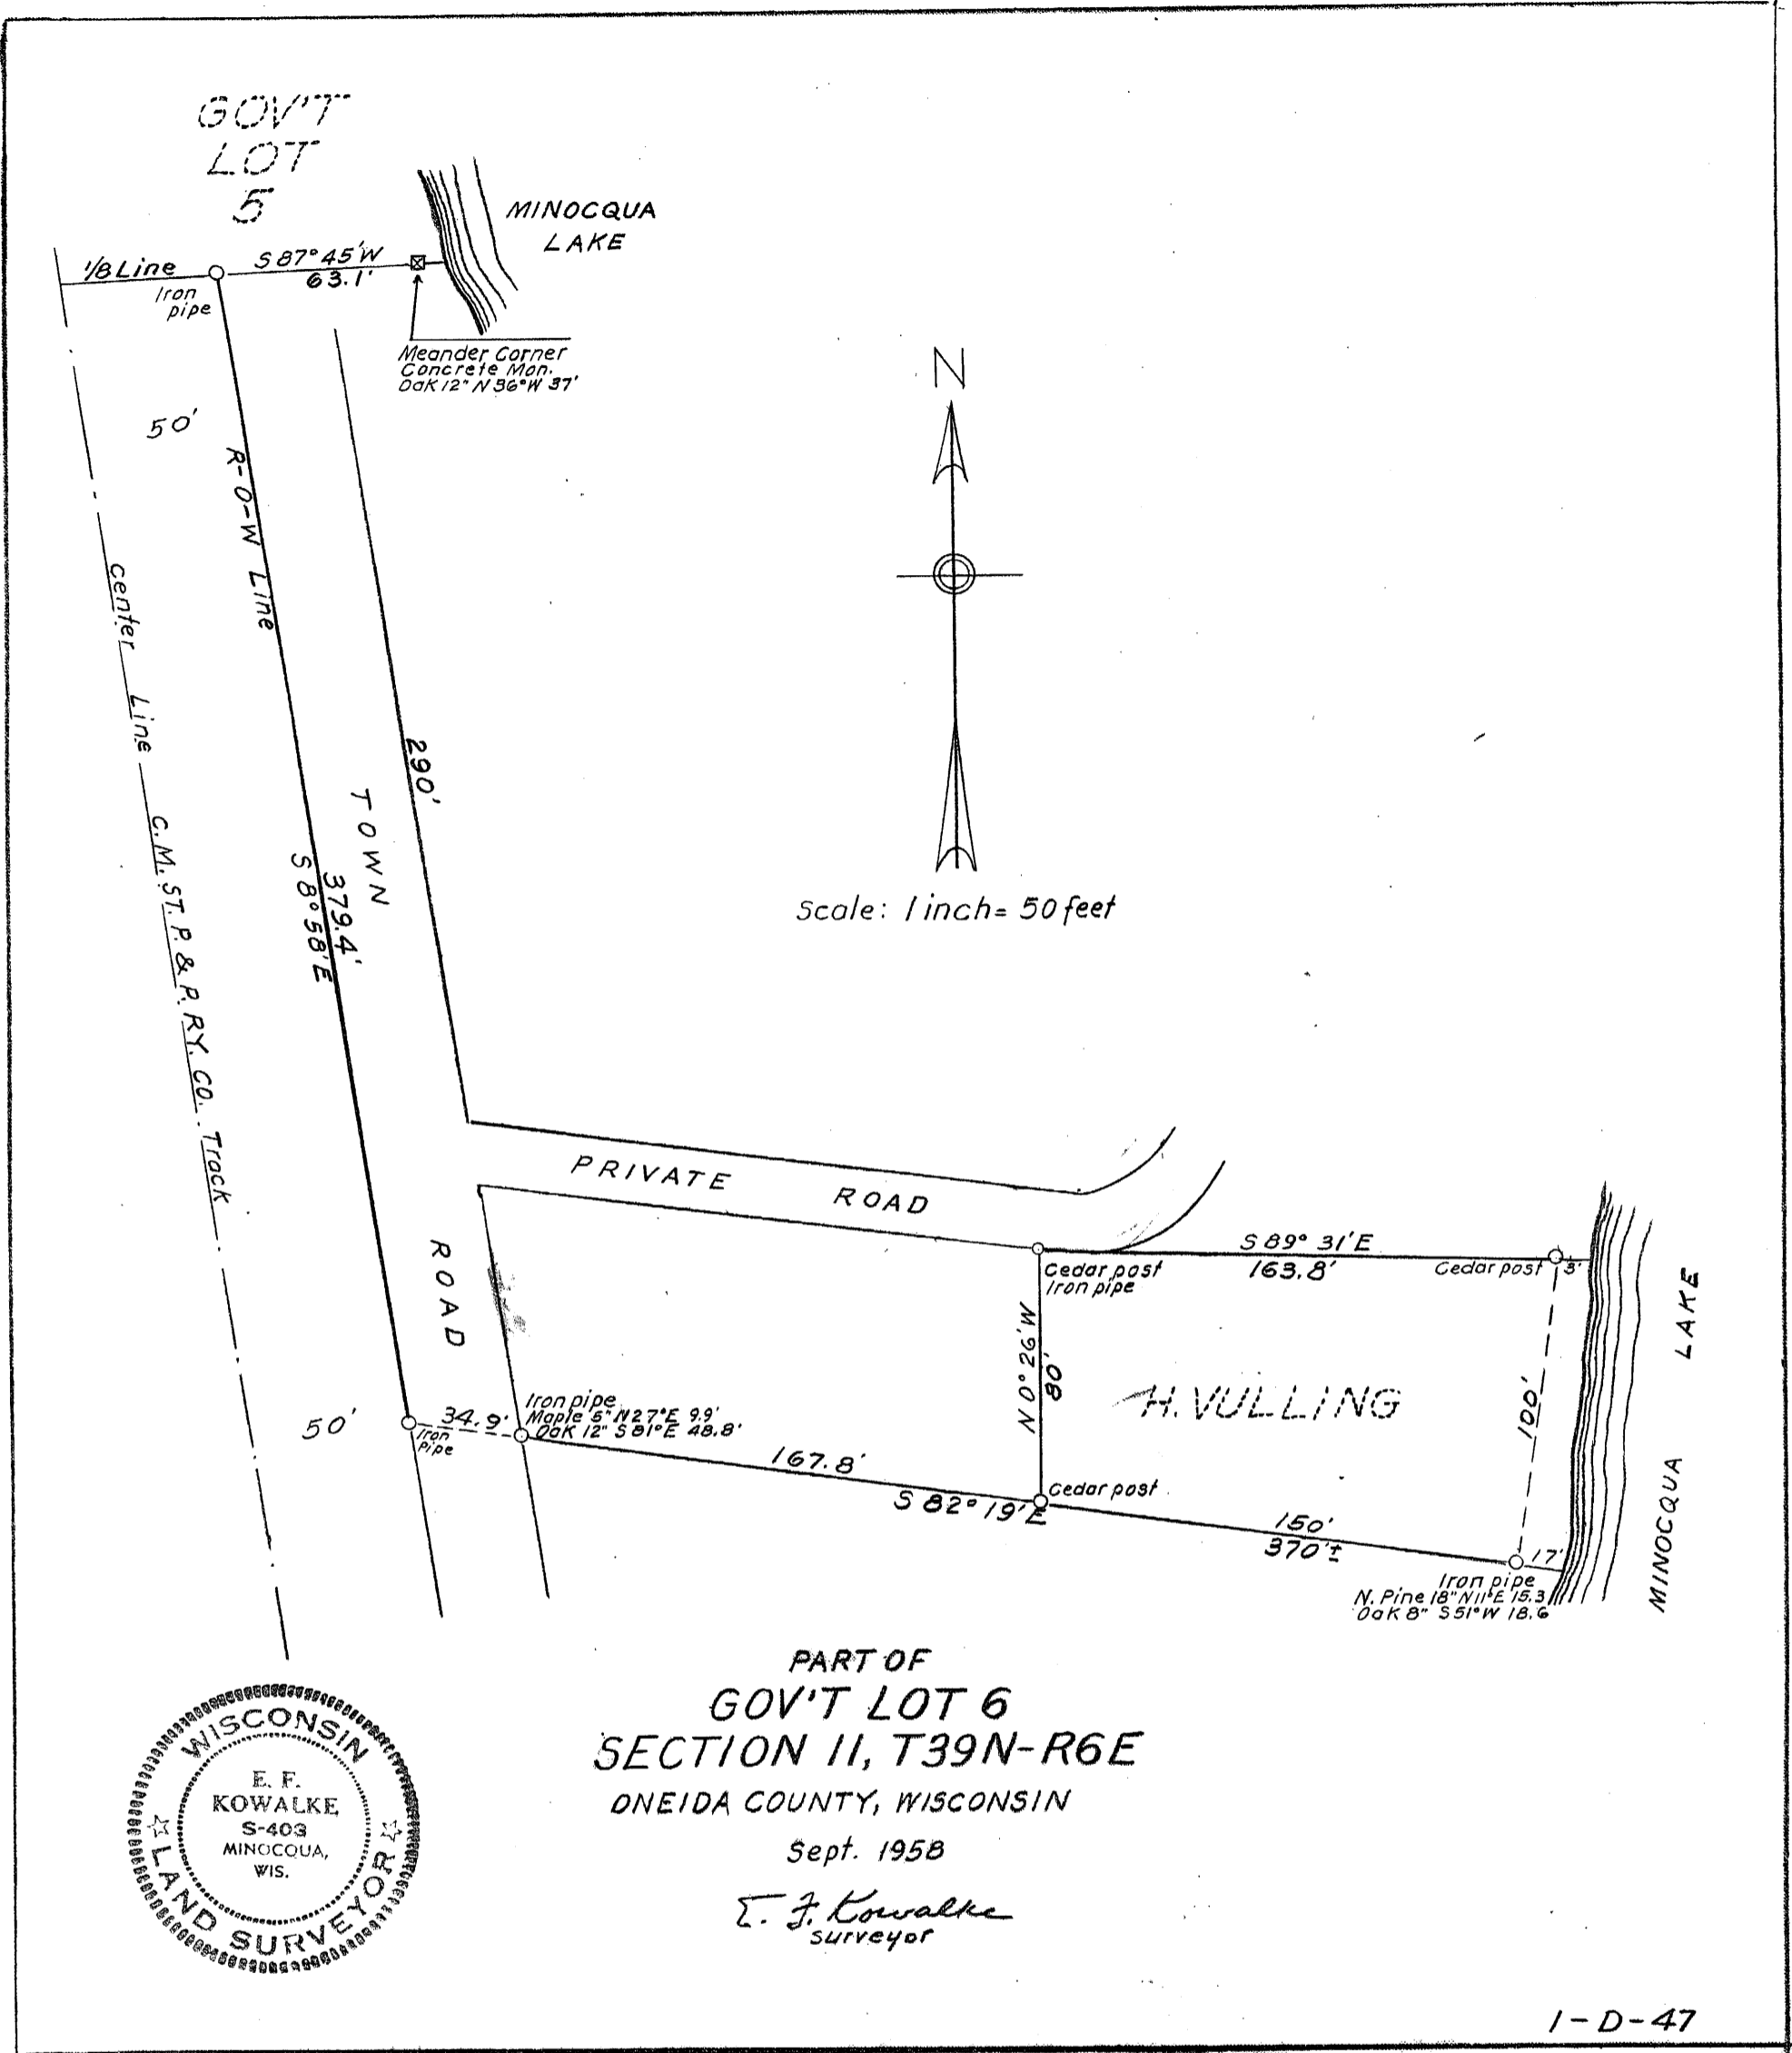 GOV'T
LOT
5
MINOCQUA
LAKE
1/8 Line
S 87° 45' W
63.1'
Iron
pipe
Meander Corner
Concrete Mon.
Oak 12" N 36° W 37'
50'
R-O-W Line
N
Center Line C. M. ST. P. & P. RY. CO. Track
290'
TOWN
379.4'
S 8° 58' E
Scale: 1 inch = 50 feet
PRIVATE ROAD
ROAD
S 89° 31' E
163.8'
Cedar post
Iron pipe
Cedar post
3'
N 0° 26' W
80'
H. VULLING
100'
MINOCQUA LAKE
50'
34.9'
Iron
Pipe
Iron pipe
Maple 5" N 27° E 9.9'
Oak 12" S 81° E 48.8'
167.8'
S 82° 19' E
Cedar post
150'
370'±
17'
Iron pipe
N. Pine 18" N 11° E 15.3
Oak 8" S 51° W 18.6
PART OF
GOV'T LOT 6
SECTION 11, T39N-R6E
ONEIDA COUNTY, WISCONSIN
Sept. 1958
E. F. Kowalke
Surveyor
WISCONSIN
E. F.
KOWALKE
S-403
MINOCQUA,
WIS.
LAND SURVEYOR
1-D-47